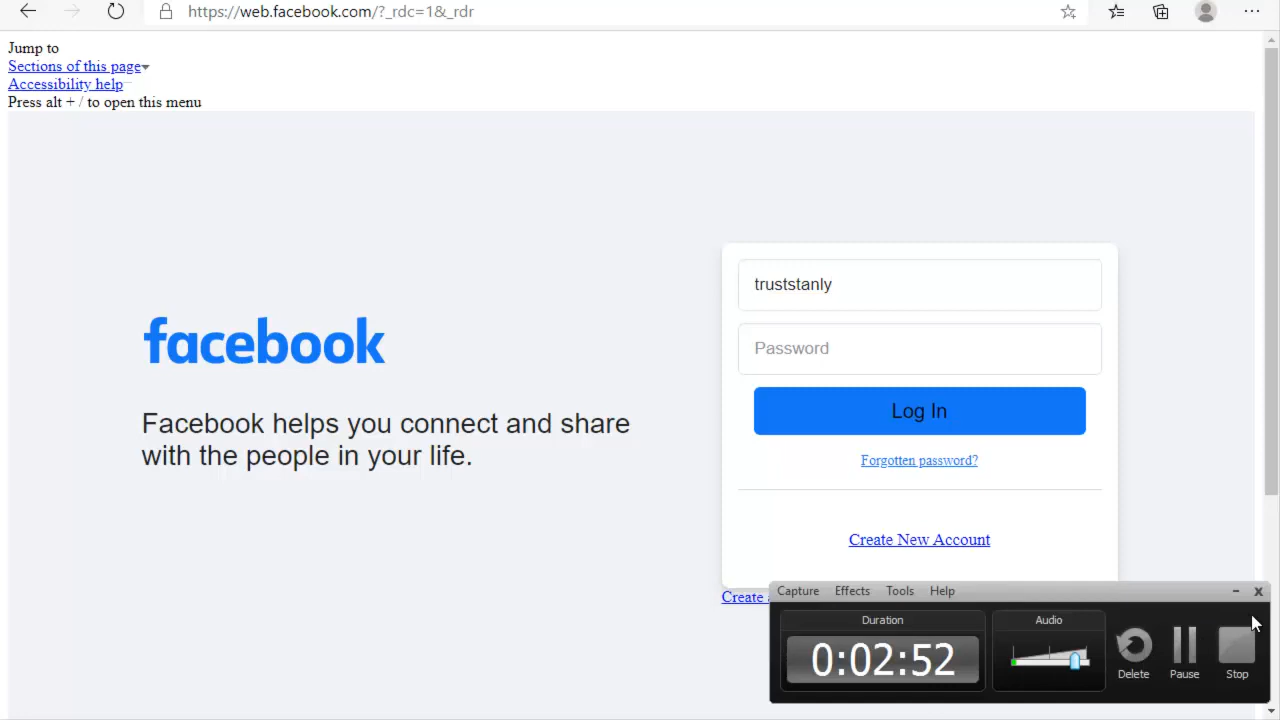 https://web.facebook.com/?_rdc=1&_rdr
Jump to
Sections of this page
Accessibility help
Press alt + / to open this menu
facebook
Facebook helps you connect and share
with the people in your life.
truststanly
Password
Log In
Forgotten password?
Create New Account
Create
Capture Effects Tools Help
Duration
0:02:52
Audio
Delete
Pause
Stop